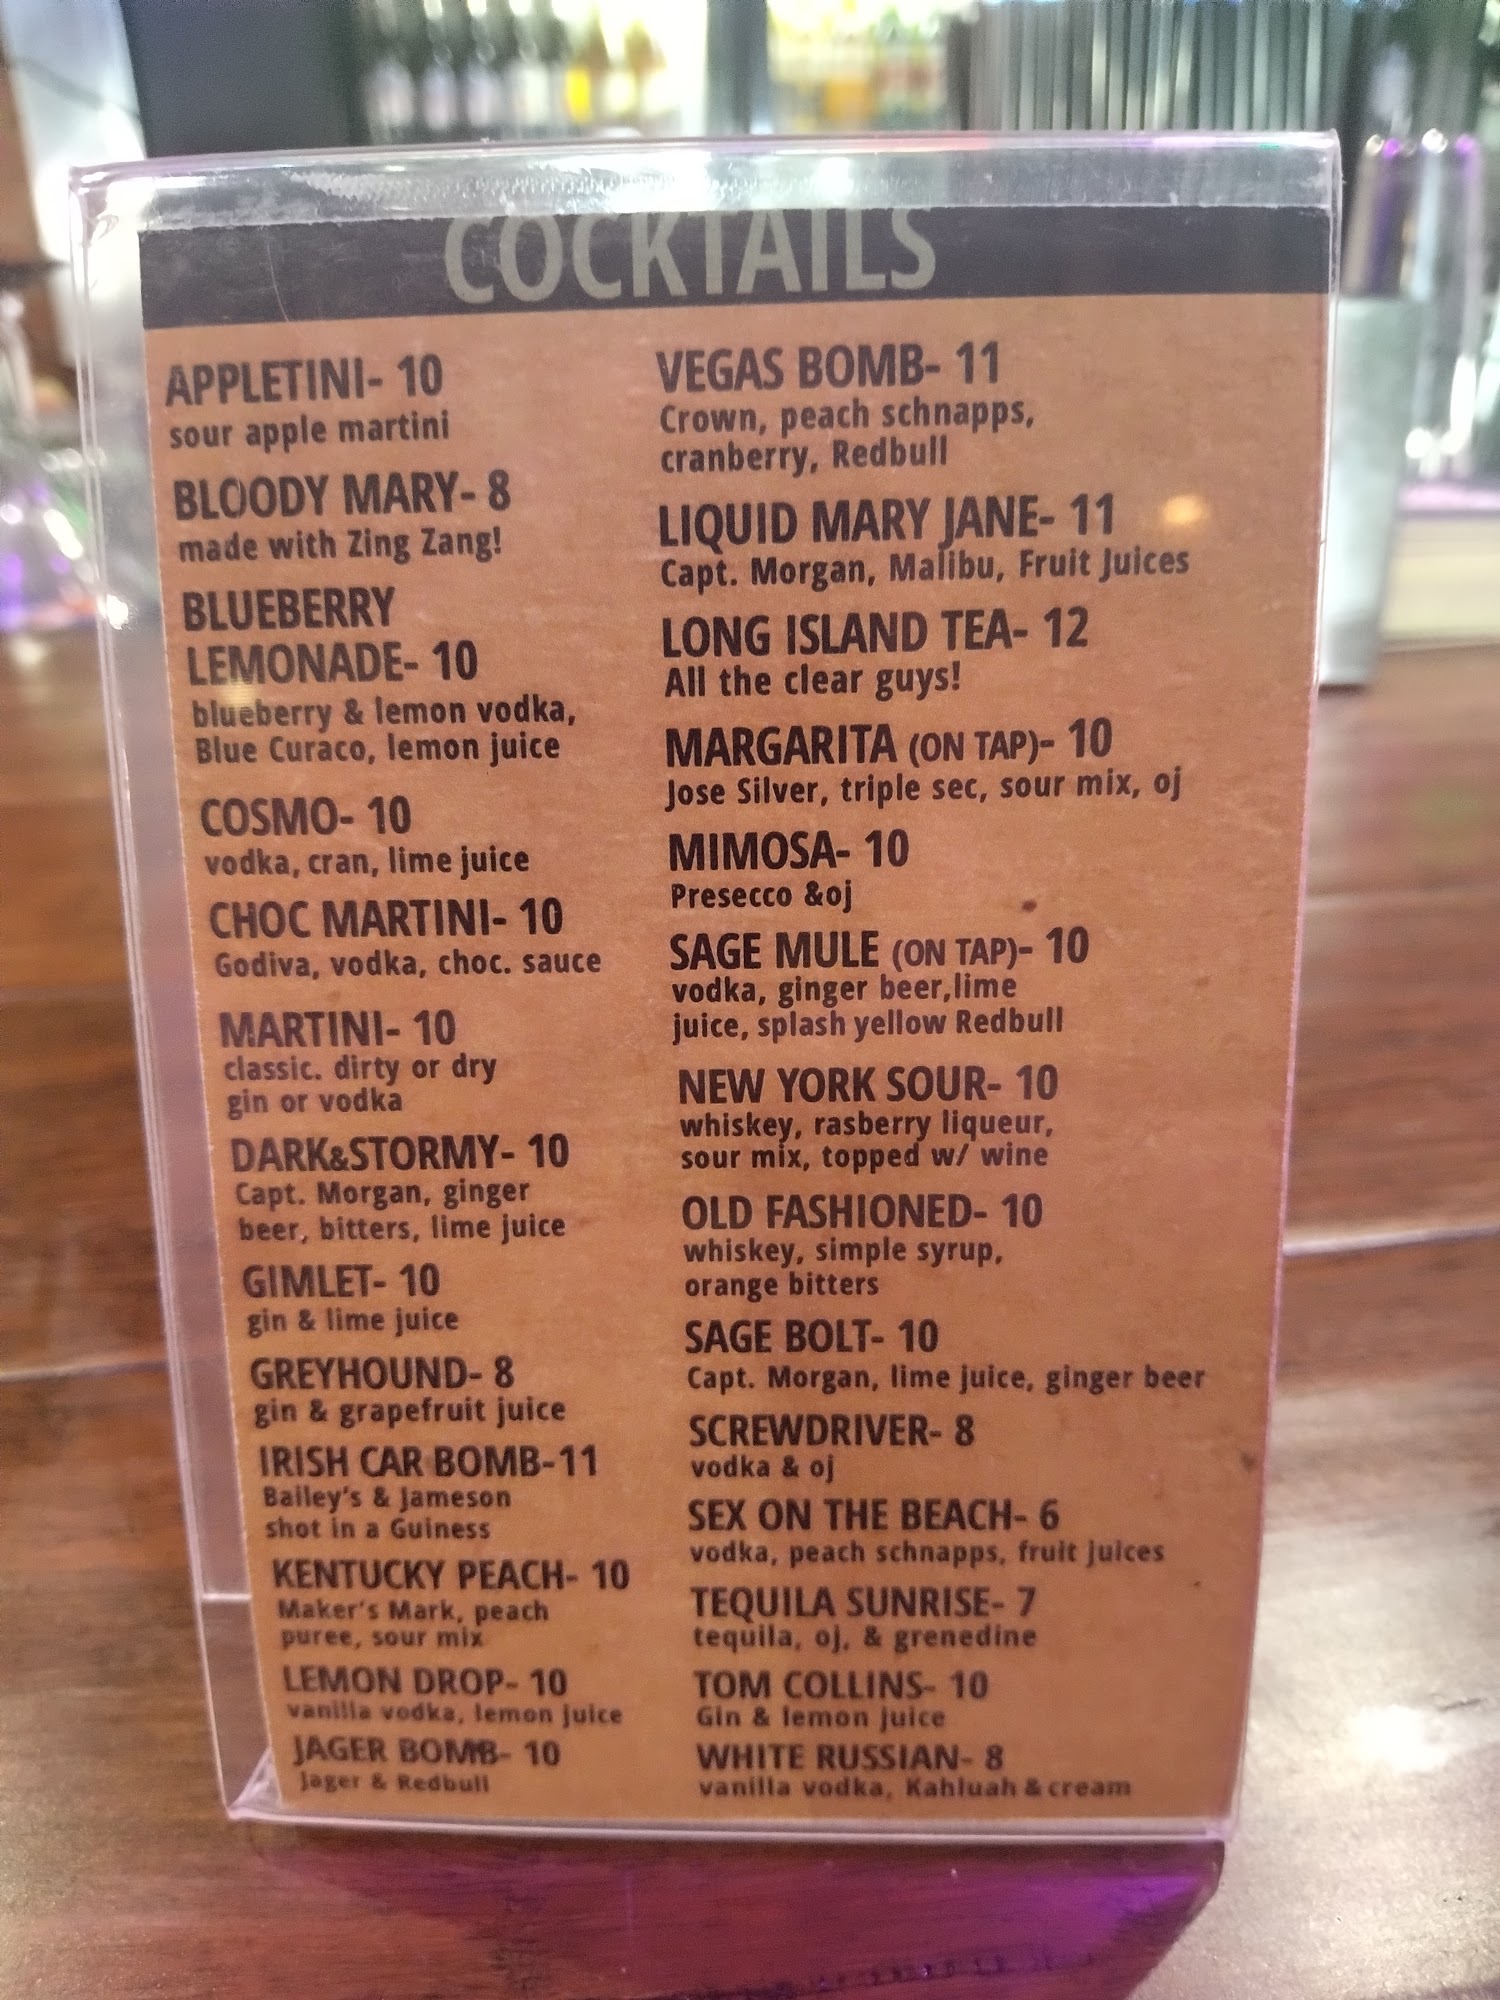 COCKTAILS
APPLETINI- 10
sour apple martini
BLOODY MARY- 8
made with Zing Zang!
BLUEBERRY
LEMONADE- 10
blueberry & lemon vodka,
Blue Curaco, lemon juice
COSMO- 10
vodka, cran, lime juice
CHOC MARTINI- 10
Godiva, vodka, choc. sauce
MARTINI- 10
classic. dirty or dry
gin or vodka
DARK&STORMY- 10
Capt. Morgan, ginger
beer, bitters, lime juice
GIMLET- 10
gin & lime juice
GREYHOUND- 8
gin & grapefruit juice
IRISH CAR BOMB-11
Bailey's & Jameson
shot in a Guiness
KENTUCKY PEACH- 10
Maker's Mark, peach
puree, sour mix
LEMON DROP- 10
vanilla vodka, lemon juice
JAGER BOMB- 10
Jager & Redbull
VEGAS BOMB- 11
Crown, peach schnapps,
cranberry, Redbull
LIQUID MARY JANE- 11
Capt. Morgan, Malibu, Fruit Juices
LONG ISLAND TEA- 12
All the clear guys!
MARGARITA (ON TAP)- 10
Jose Silver, triple sec, sour mix, oj
MIMOSA- 10
Presecco &oj
SAGE MULE (ON TAP)- 10
vodka, ginger beer,lime
juice, splash yellow Redbull
NEW YORK SOUR- 10
whiskey, rasberry liqueur,
sour mix, topped w/ wine
OLD FASHIONED- 10
whiskey, simple syrup,
orange bitters
SAGE BOLT- 10
Capt. Morgan, lime juice, ginger beer
SCREWDRIVER- 8
vodka & oj
SEX ON THE BEACH- 6
vodka, peach schnapps, fruit juices
TEQUILA SUNRISE- 7
tequila, oj, & grenedine
TOM COLLINS- 10
Gin & lemon juice
WHITE RUSSIAN- 8
vanilla vodka, Kahluah & cream